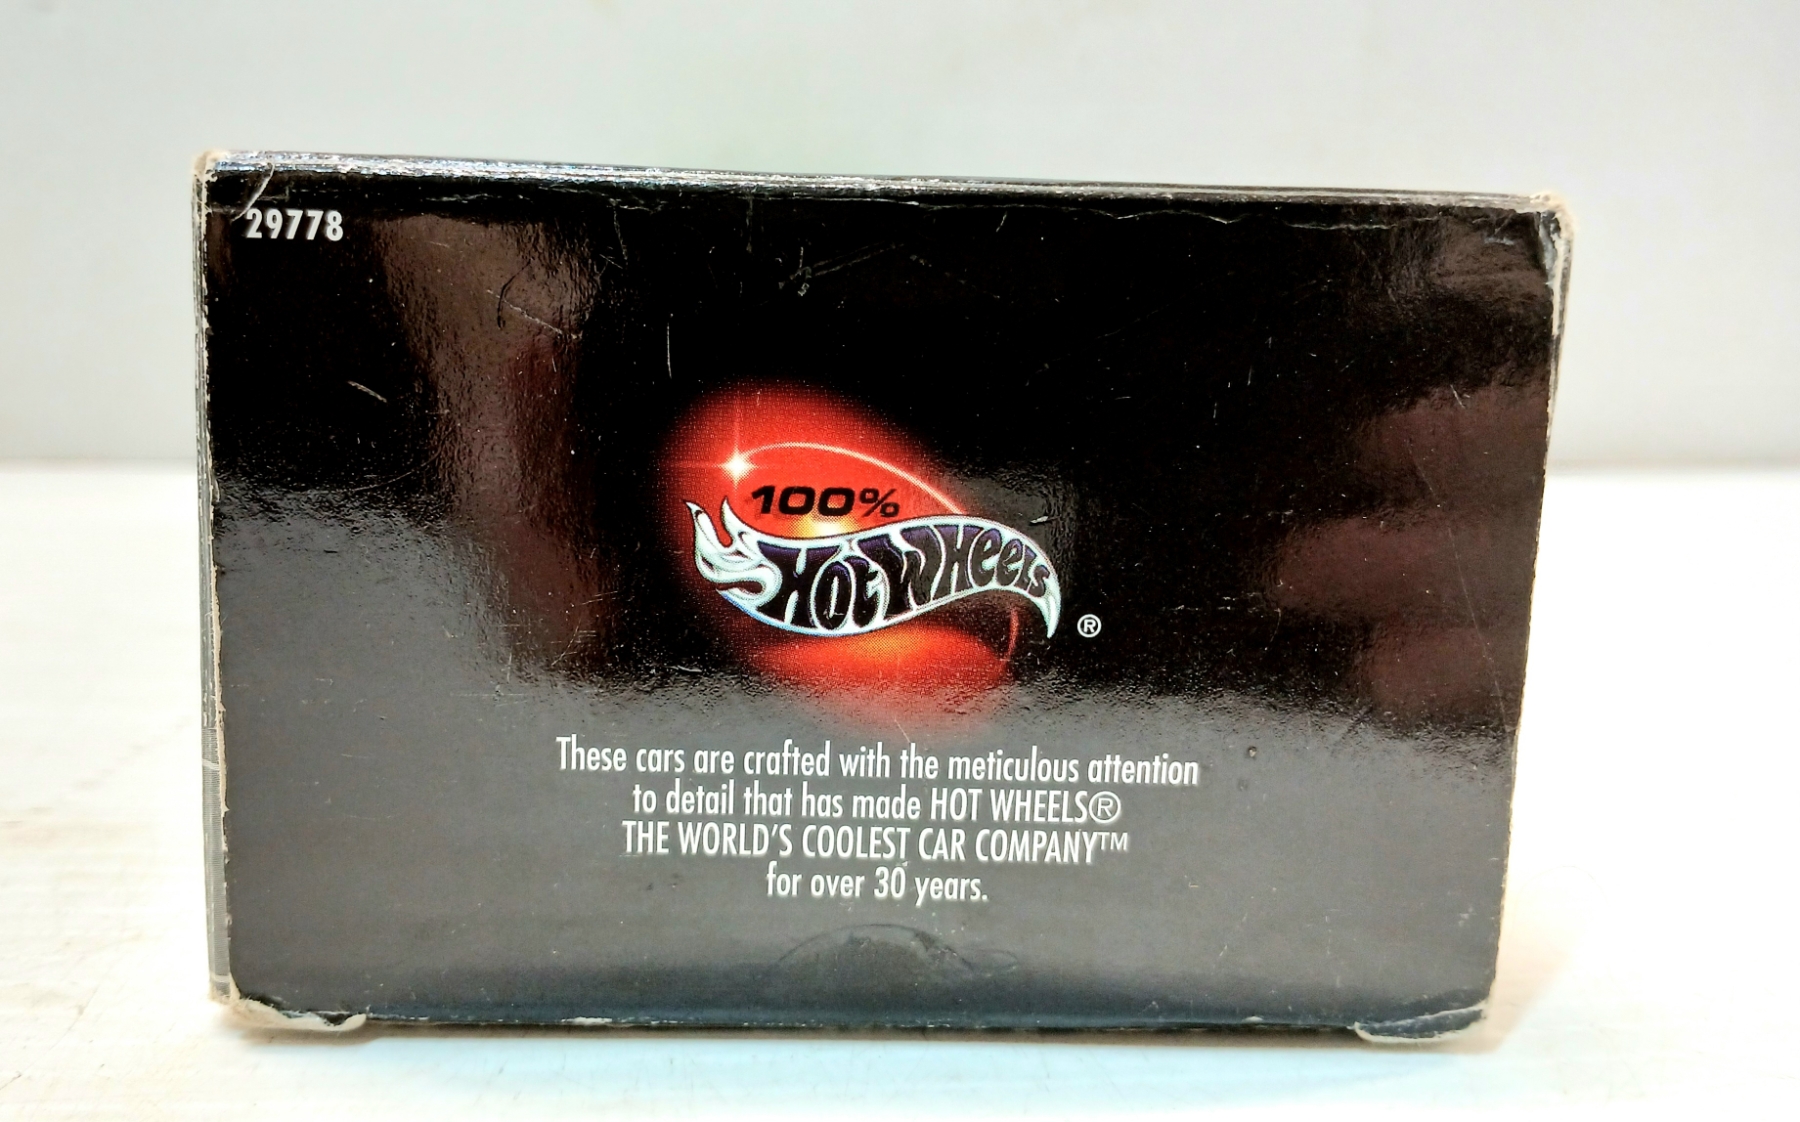 29778
100%
Hot Wheels
®
These cars are crafted with the meticulous attention
to detail that has made HOT WHEELS®
THE WORLD'S COOLEST CAR COMPANY™
for over 30 years.